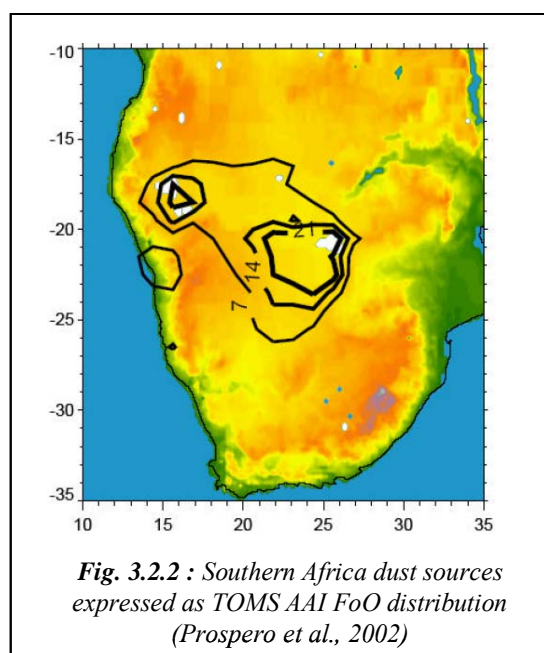 -10
-15
-20
-25
-30
-35
21
14
7
10 15 20 25 30 35
Fig. 3.2.2 : Southern Africa dust sources
expressed as TOMS AAI FoO distribution
(Prospero et al., 2002)